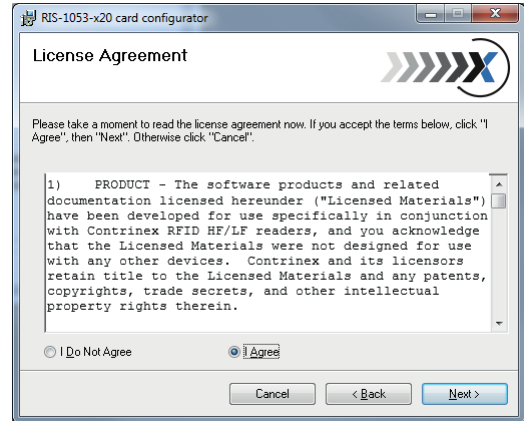 RIS-1053-x20 card configurator
License Agreement
Please take a moment to read the license agreement now. If you accept the terms below, click "I
Agree", then "Next". Otherwise click "Cancel".
1) PRODUCT - The software products and related
documentation licensed hereunder ("Licensed Materials")
have been developed for use specifically in conjunction
with Contrinex RFID HF/LF readers, and you acknowledge
that the Licensed Materials were not designed for use
with any other devices. Contrinex and its licensors
retain title to the Licensed Materials and any patents,
copyrights, trade secrets, and other intellectual
property rights therein.
I Do Not Agree
I Agree
Cancel
< Back
Next >